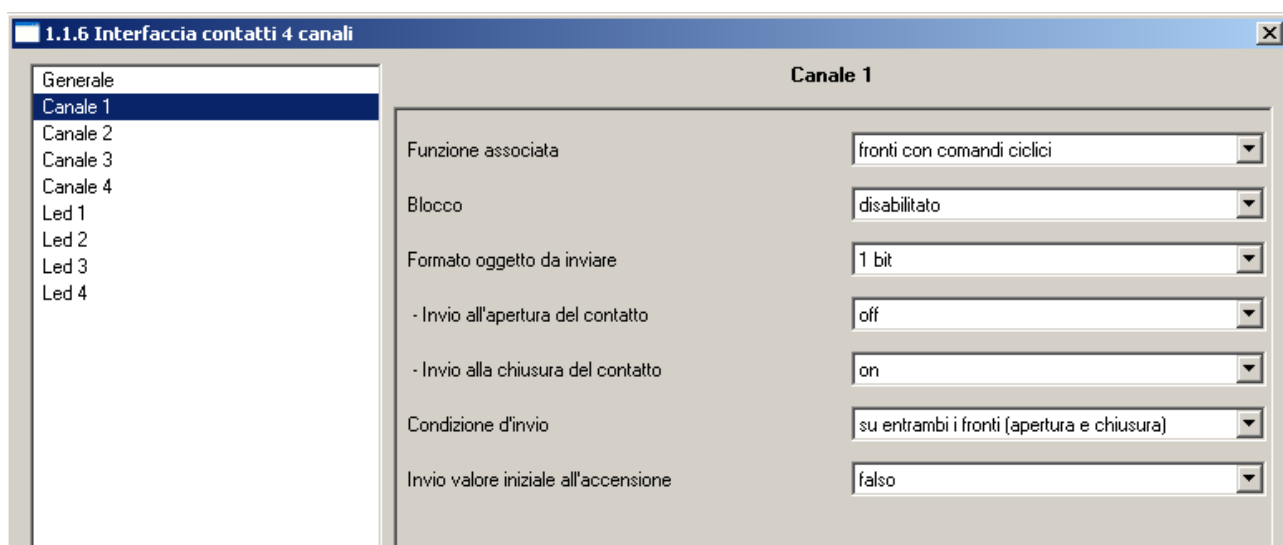 1.1.6 Interfaccia contatti 4 canali
Generale
Canale 1
Canale 2
Canale 3
Canale 4
Led 1
Led 2
Led 3
Led 4
Canale 1
Funzione associata fronti con comandi ciclici
Blocco disabilitato
Formato oggetto da inviare 1 bit
- Invio all'apertura del contatto off
- Invio alla chiusura del contatto on
Condizione d'invio su entrambi i fronti (apertura e chiusura)
Invio valore iniziale all'accensione falso